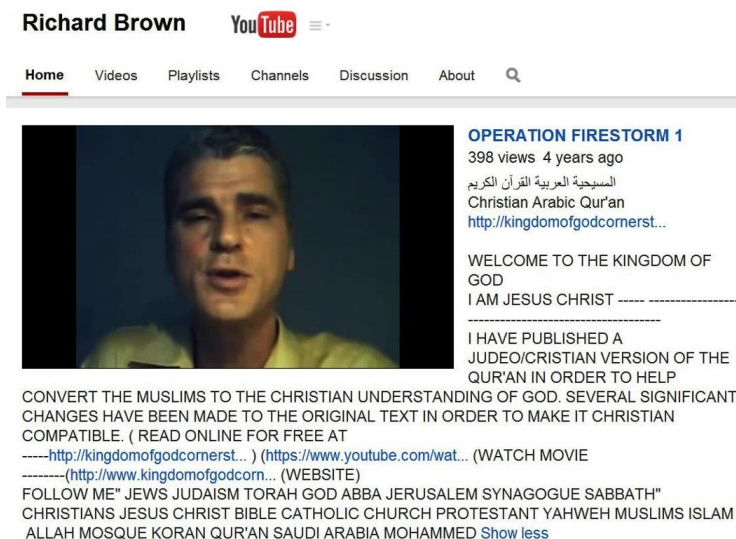 Richard Brown
YouTube
Home Videos Playlists Channels Discussion About
OPERATION FIRESTORM 1
398 views 4 years ago
المسيحية العربية القرآن الكريم
Christian Arabic Qur'an
http://kingdomofgodcornerst...
WELCOME TO THE KINGDOM OF
GOD
I AM JESUS CHRIST ----- -----------------
-------------------------------------
I HAVE PUBLISHED A
JUDEO/CRISTIAN VERSION OF THE
QUR'AN IN ORDER TO HELP
CONVERT THE MUSLIMS TO THE CHRISTIAN UNDERSTANDING OF GOD. SEVERAL SIGNIFICANT
CHANGES HAVE BEEN MADE TO THE ORIGINAL TEXT IN ORDER TO MAKE IT CHRISTIAN
COMPATIBLE. ( READ ONLINE FOR FREE AT
-----http://kingdomofgodcornerst... ) (https://www.youtube.com/wat... (WATCH MOVIE
--------(http://www.kingdomofgodcorn... (WEBSITE)
FOLLOW ME" JEWS JUDAISM TORAH GOD ABBA JERUSALEM SYNAGOGUE SABBATH"
CHRISTIANS JESUS CHRIST BIBLE CATHOLIC CHURCH PROTESTANT YAHWEH MUSLIMS ISLAM
ALLAH MOSQUE KORAN QUR'AN SAUDI ARABIA MOHAMMED Show less